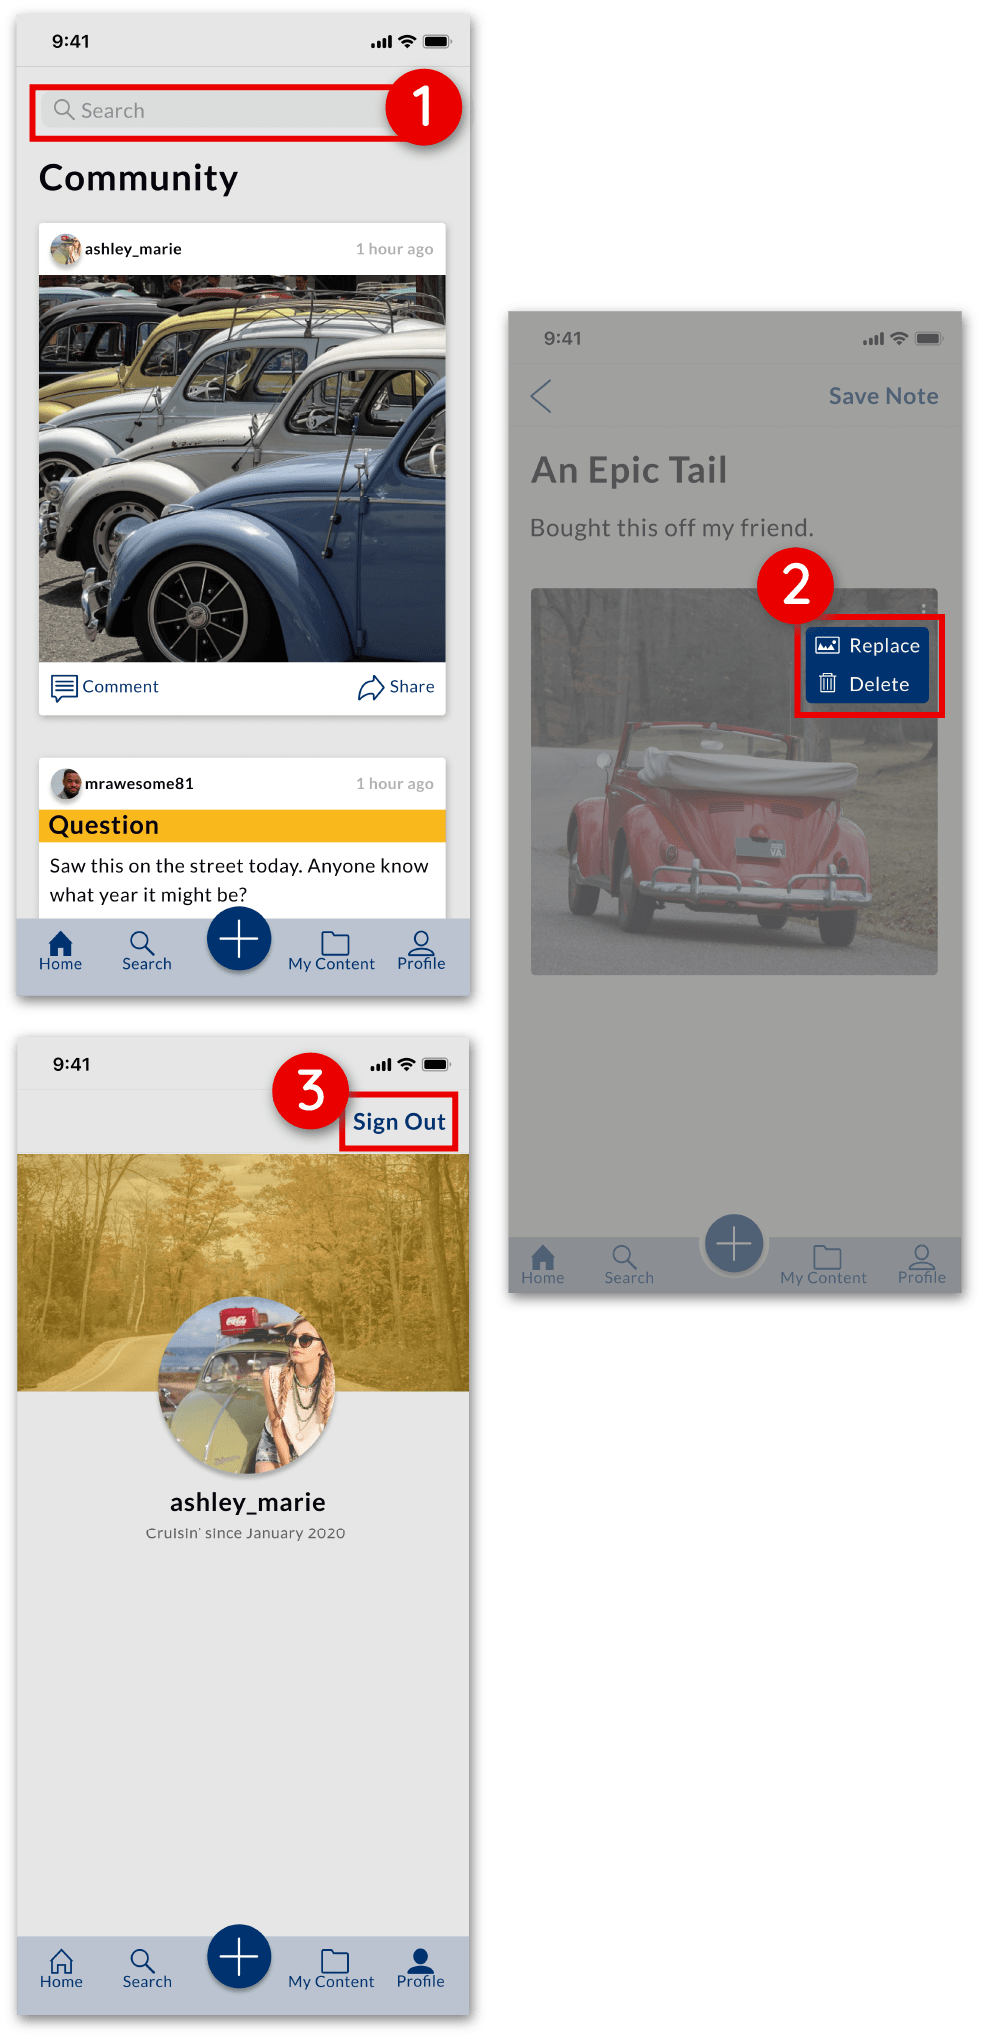 9:41
Search
1
Community
ashley_marie
1 hour ago
Comment
Share
mrawesome81
1 hour ago
Question
Saw this on the street today. Anyone know
what year it might be?
Home
Search
My Content
Profile
9:41
Save Note
An Epic Tail
Bought this off my friend.
2
Replace
Delete
VA
Home
Search
My Content
Profile
9:41
3
Sign Out
Coca-Cola
ashley_marie
Cruisin' since January 2020
Home
Search
My Content
Profile